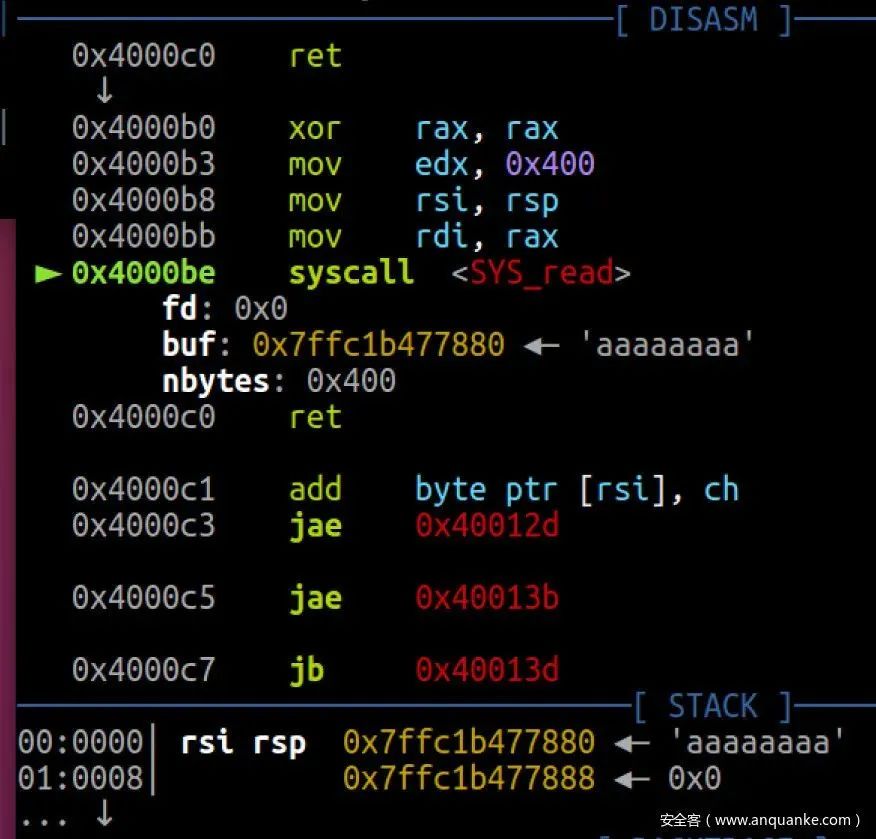 [ DISASM ]
0x4000c0 ret
↓
0x4000b0 xor rax, rax
0x4000b3 mov edx, 0x400
0x4000b8 mov rsi, rsp
0x4000bb mov rdi, rax
► 0x4000be syscall <SYS_read>
fd: 0x0
buf: 0x7ffc1b477880 ◂— 'aaaaaaaa'
nbytes: 0x400
0x4000c0 ret
0x4000c1 add byte ptr [rsi], ch
0x4000c3 jae 0x40012d
0x4000c5 jae 0x40013b
0x4000c7 jb 0x40013d
[ STACK ]
00:0000│ rsi rsp 0x7ffc1b477880 ◂— 'aaaaaaaa'
01:0008│ 0x7ffc1b477888 ◂— 0x0
... ↓
安全客（www.anquanke.com）